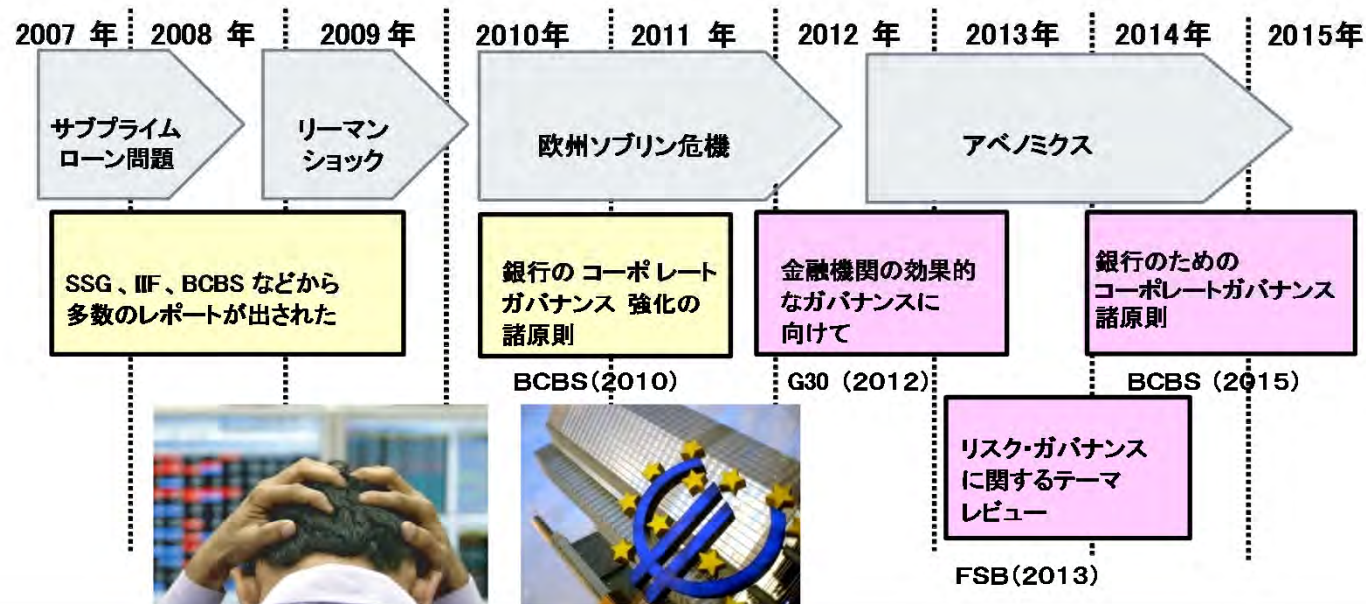 2007 年 2008 年 2009 年 2010年 2011 年 2012 年 2013年 2014年 2015年
サブプライム
ローン問題
リーマン
ショック
欧州ソブリン危機
アベノミクス
SSG 、IIF、BCBS などから
多数のレポートが出された
銀行の コーポ レート
ガバナンス 強化の
諸原則
BCBS(2010)
金融機関の効果的
なガバナンスに
向けて
G30 (2012)
銀行のための
コーポレートガバナンス
諸原則
BCBS (2015)
リスク・ガバナンス
に関するテーマ
レビュー
FSB(2013)